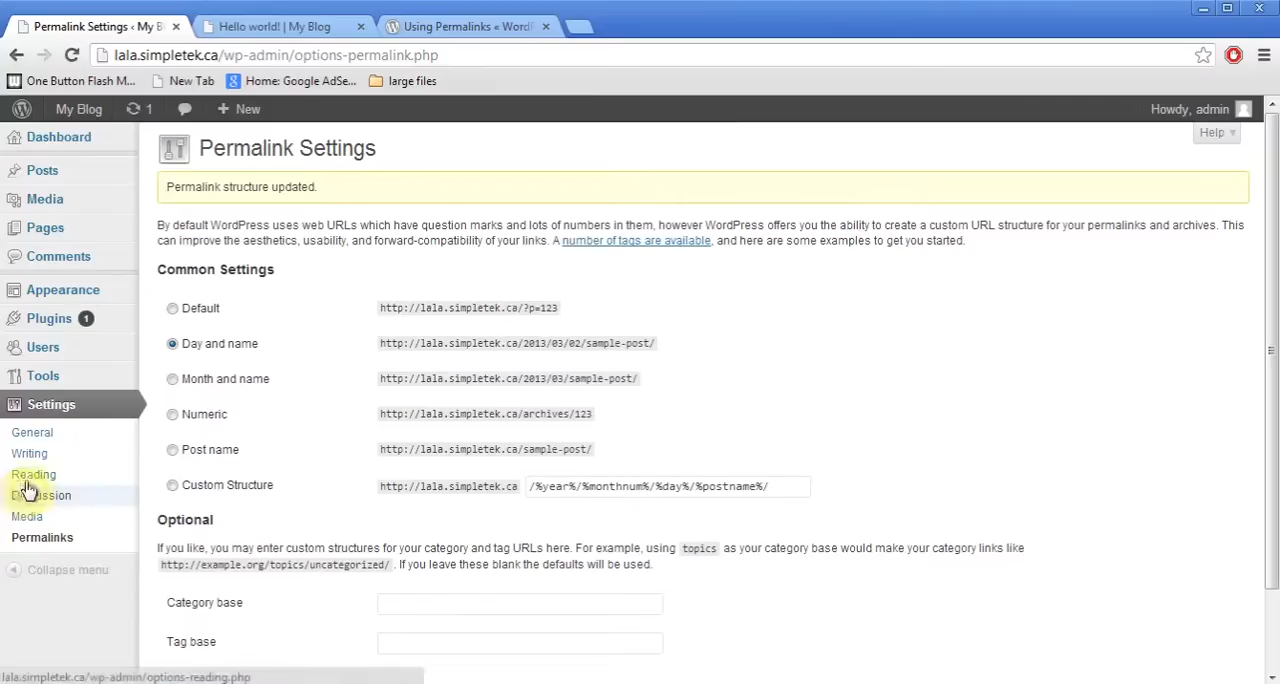 Permalink Settings ‹ My B
Hello world! | My Blog
Using Permalinks « WordP
lala.simpletek.ca/wp-admin/options-permalink.php
One Button Flash M...
New Tab
Home: Google AdSe...
large files
My Blog
1
+ New
Howdy, admin
Dashboard
Posts
Media
Pages
Comments
Appearance
Plugins 1
Users
Tools
Settings
General
Writing
Reading
Discussion
Media
Permalinks
Collapse menu
Help
Permalink Settings
Permalink structure updated.
By default WordPress uses web URLs which have question marks and lots of numbers in them, however WordPress offers you the ability to create a custom URL structure for your permalinks and archives. This
can improve the aesthetics, usability, and forward-compatibility of your links. A number of tags are available, and here are some examples to get you started.
Common Settings
Default http://lala.simpletek.ca/?p=123
Day and name http://lala.simpletek.ca/2013/03/02/sample-post/
Month and name http://lala.simpletek.ca/2013/03/sample-post/
Numeric http://lala.simpletek.ca/archives/123
Post name http://lala.simpletek.ca/sample-post/
Custom Structure http://lala.simpletek.ca /%year%/%monthnum%/%day%/%postname%/
Optional
If you like, you may enter custom structures for your category and tag URLs here. For example, using topics as your category base would make your category links like
http://example.org/topics/uncategorized/ . If you leave these blank the defaults will be used.
Category base
Tag base
lala.simpletek.ca/wp-admin/options-reading.php